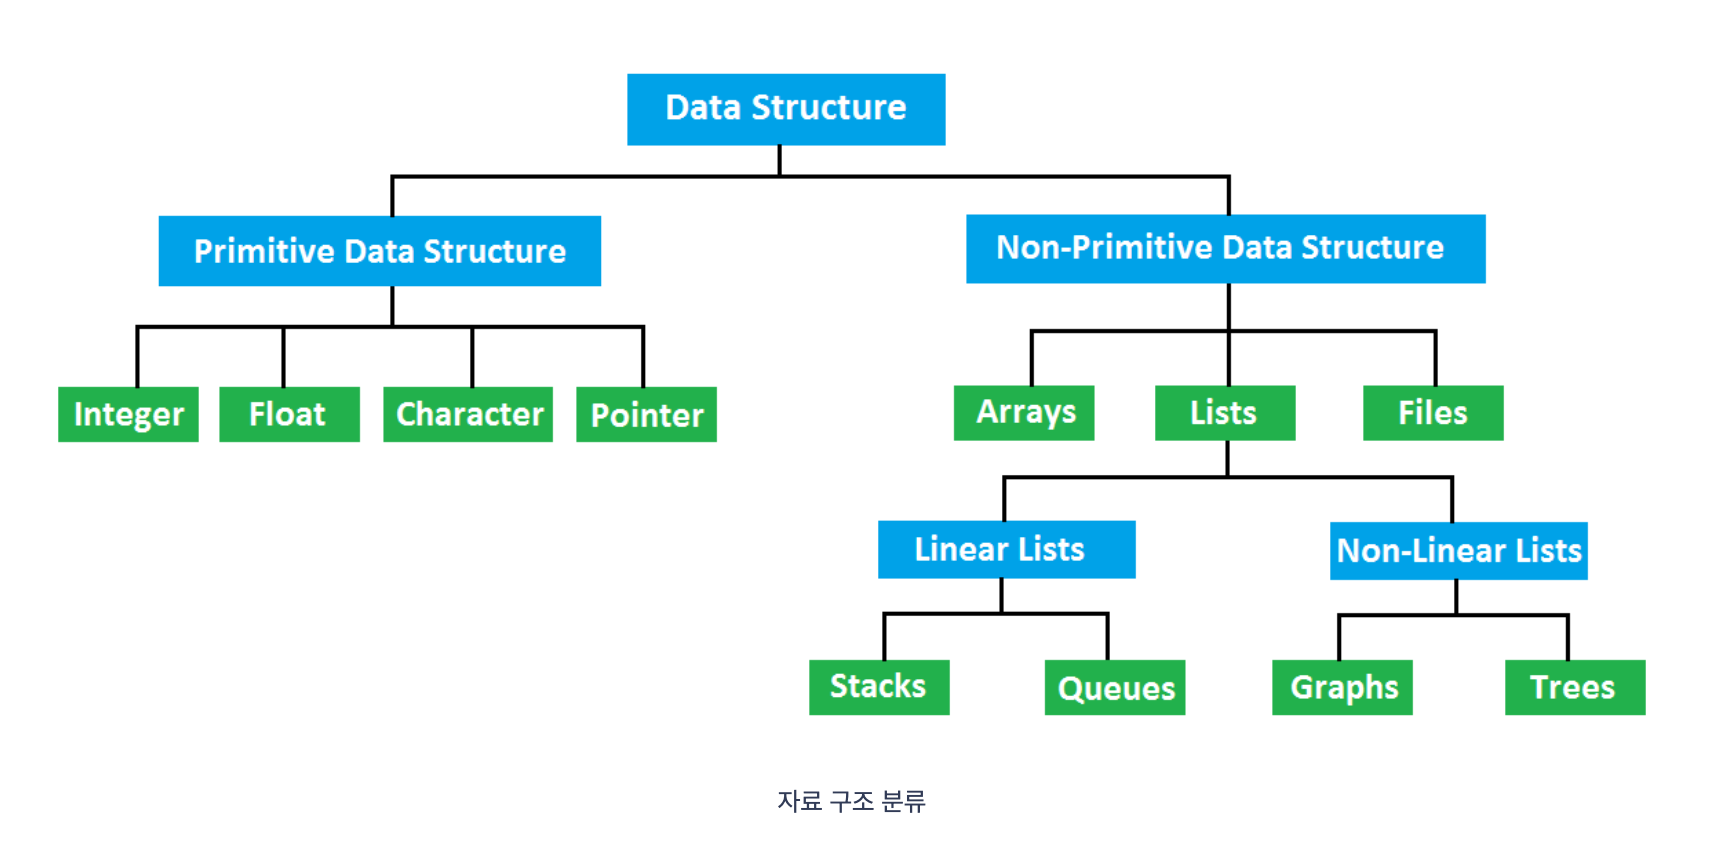 Data Structure
Primitive Data Structure
Non-Primitive Data Structure
Integer
Float
Character
Pointer
Arrays
Lists
Files
Linear Lists
Non-Linear Lists
Stacks
Queues
Graphs
Trees
자료 구조 분류